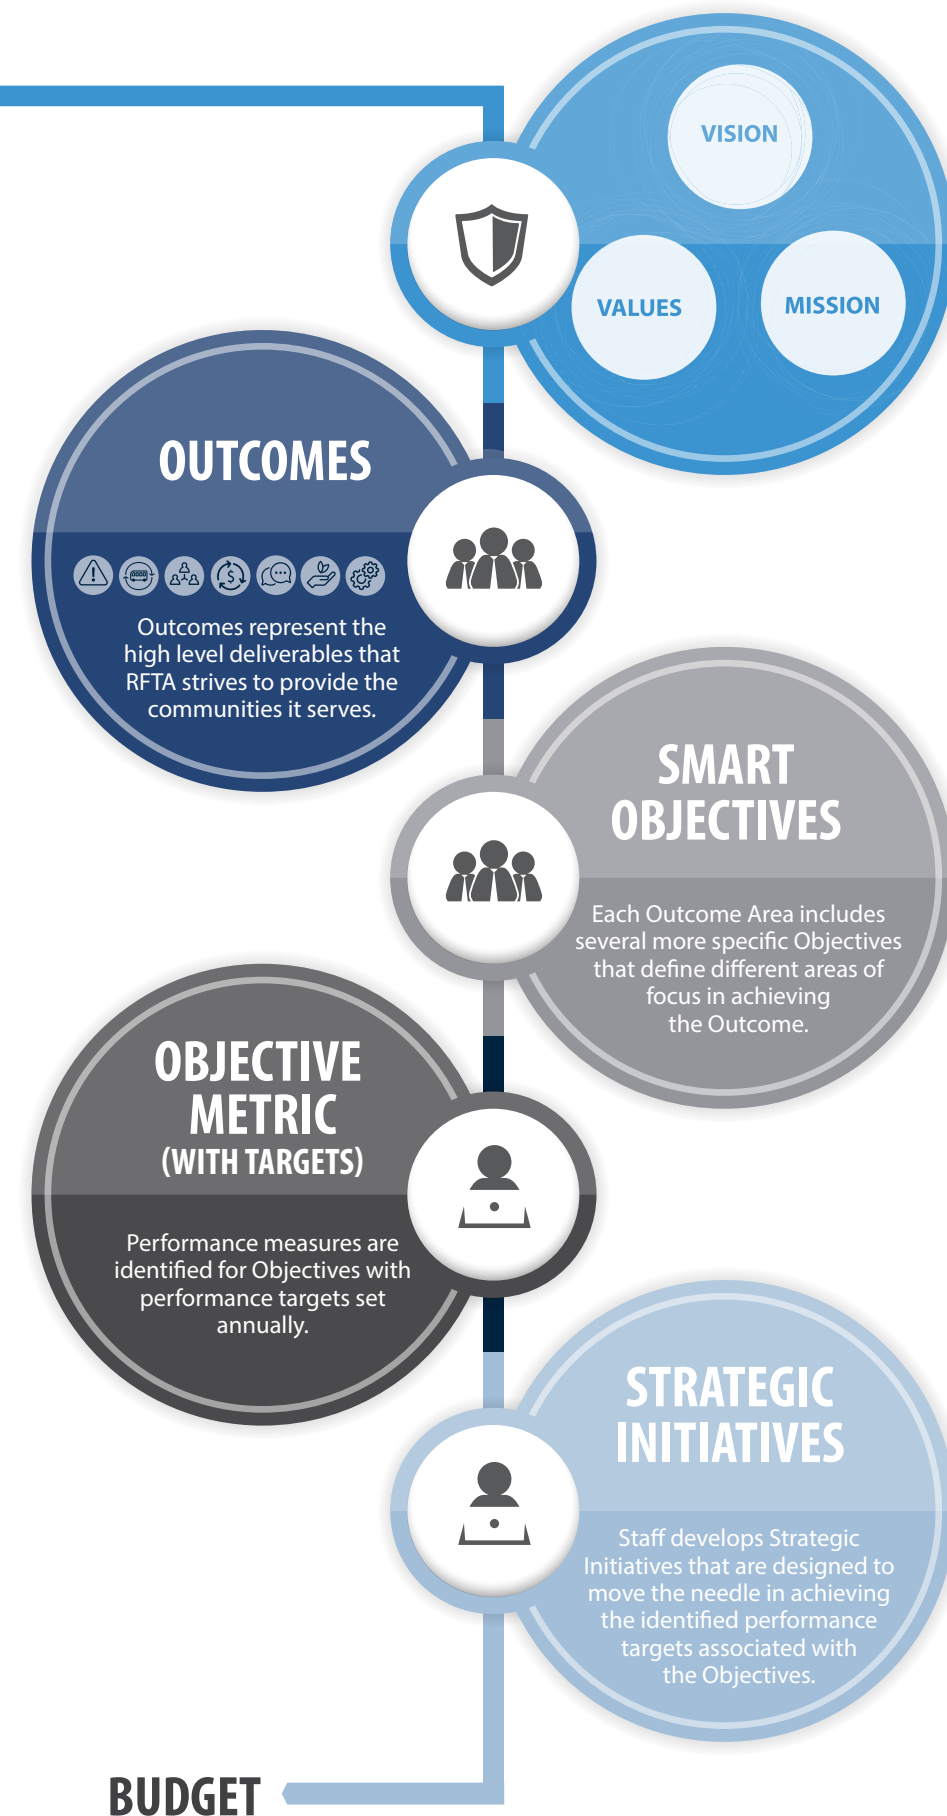 VISION
VALUES
MISSION
OUTCOMES
Outcomes represent the
high level deliverables that
RFTA strives to provide the
communities it serves.
SMART
OBJECTIVES
Each Outcome Area includes
several more specific Objectives
that define different areas of
focus in achieving
the Outcome.
OBJECTIVE
METRIC
(WITH TARGETS)
Performance measures are
identified for Objectives with
performance targets set
annually.
STRATEGIC
INITIATIVES
Staff develops Strategic
Initiatives that are designed to
move the needle in achieving
the identified performance
targets associated with
the Objectives.
BUDGET